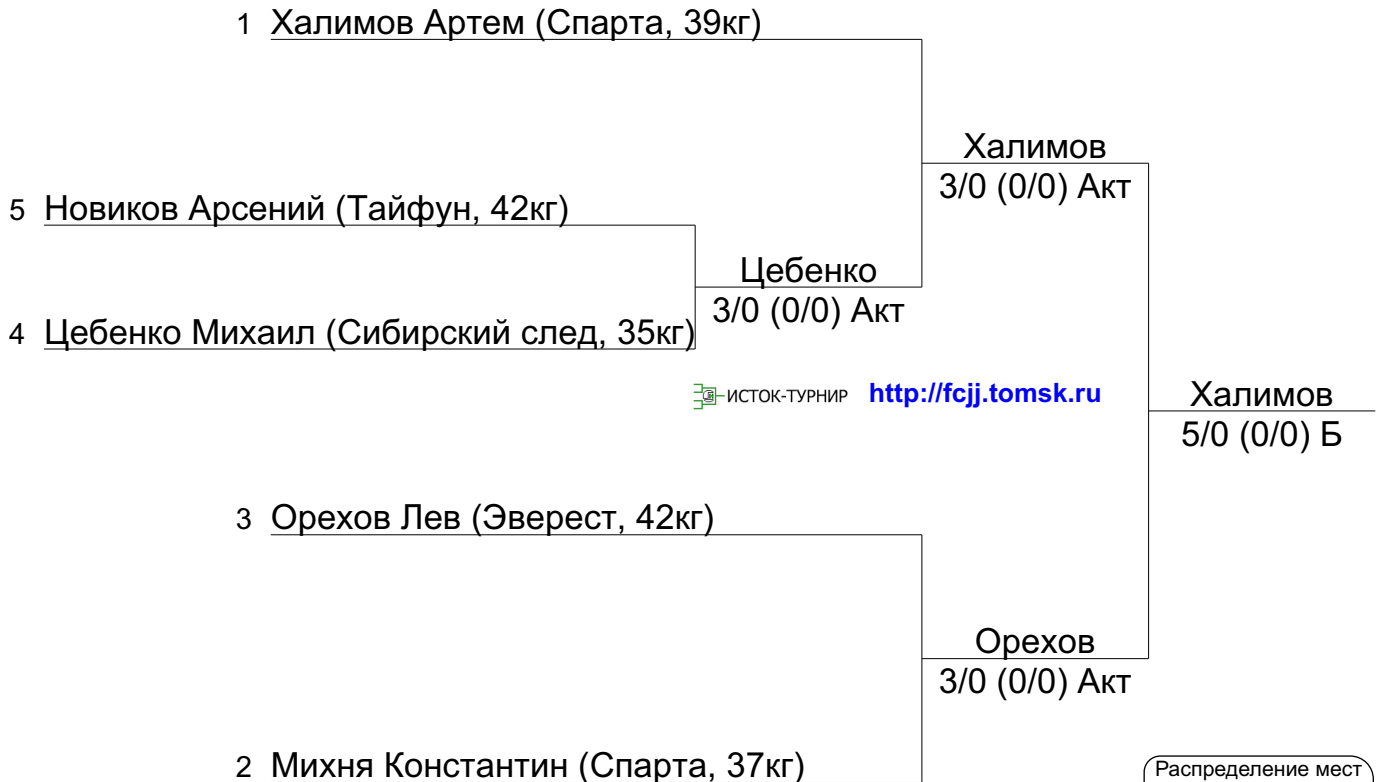 1 Халимов Артем (Спарта, 39кг)
Халимов
3/0 (0/0) Акт
5 Новиков Арсений (Тайфун, 42кг)
Цебенко
3/0 (0/0) Акт
4 Цебенко Михаил (Сибирский след, 35кг)
ИСТОК-ТУРНИР http://fcjj.tomsk.ru
Халимов
5/0 (0/0) Б
3 Орехов Лев (Эверест, 42кг)
Орехов
3/0 (0/0) Акт
2 Михня Константин (Спарта, 37кг)
Распределение мест